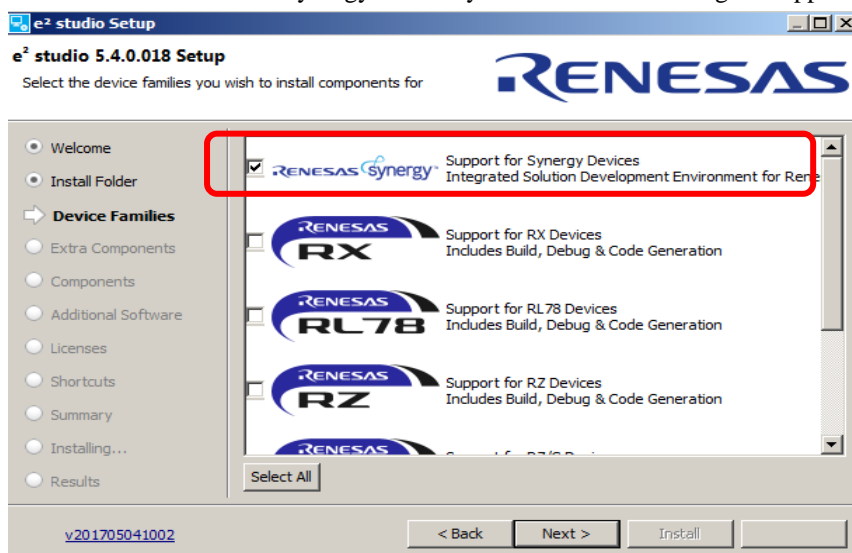 e² studio Setup
e² studio 5.4.0.018 Setup
Select the device families you wish to install components for
RENESAS
Welcome
Install Folder
Device Families
Extra Components
Components
Additional Software
Licenses
Shortcuts
Summary
Installing...
Results
RENESAS synergy™
Support for Synergy Devices
Integrated Solution Development Environment for Rene
RENESAS
RX
Support for RX Devices
Includes Build, Debug & Code Generation
RENESAS
RL78
Support for RL78 Devices
Includes Build, Debug & Code Generation
RENESAS
RZ
Support for RZ Devices
Includes Build, Debug & Code Generation
RENESAS
Select All
v201705041002
< Back
Next >
Install